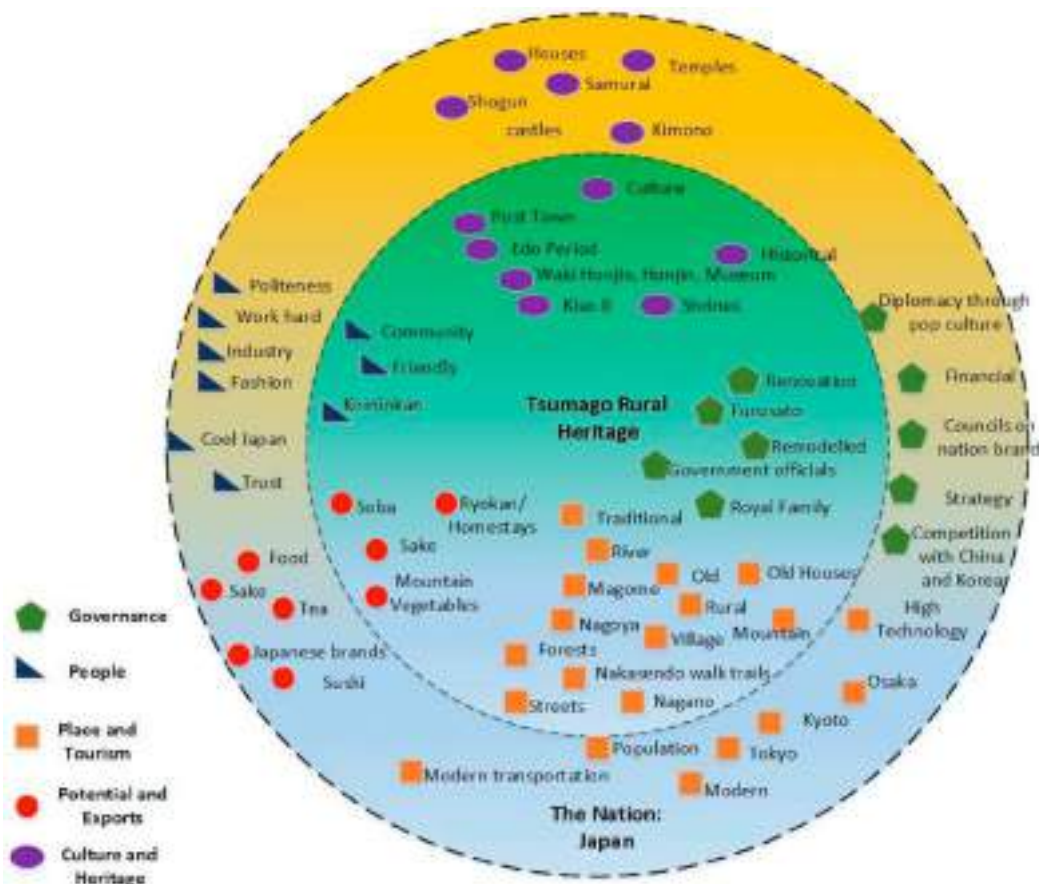 Houses
Temples
Samurai
Shogun
castles
Kimono
Culture
Post Town
Edo Period
Historical
Waki Honjin, Honjin, Museum
Kiso Ji
Shrines
Politeness
Work hard
Industry
Fashion
Cool Japan
Trust
Community
Friendly
Kominkan
Diplomacy through
pop culture
Financial
Councils on
nation brand
Strategy
Competition
with China
and Korea
Renovation
Furusato
Remodelled
Government officials
Royal Family
Tsumago Rural
Heritage
Soba
Ryokan/
Homestays
Sake
Mountain
Vegetables
Food
Sake
Tea
Japanese brands
Sushi
Traditional
River
Old
Old Houses
Magome
Rural
Nagoya
Village
Mountain
Forests
Nakasendo walk trails
Streets
Nagano
High
Technology
Osaka
Kyoto
Population
Tokyo
Modern transportation
Modern
The Nation:
Japan
Governance
People
Place and
Tourism
Potential and
Exports
Culture and
Heritage